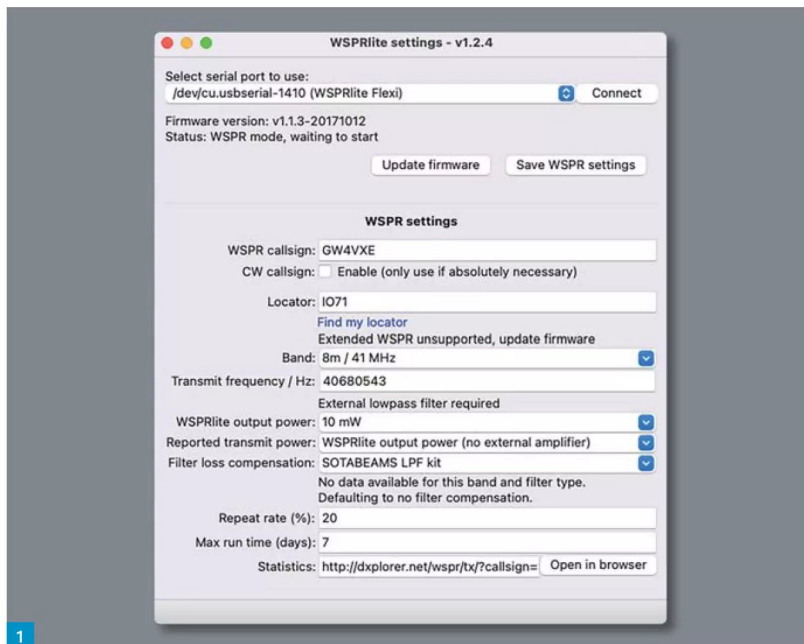 WSPRlite settings - v1.2.4
Select serial port to use:
/dev/cu.usbserial-1410 (WSPRlite Flexi) Connect
Firmware version: v1.1.3-20171012
Status: WSPR mode, waiting to start
Update firmware Save WSPR settings
WSPR settings
WSPR callsign: GW4VXE
CW callsign: Enable (only use if absolutely necessary)
Locator: IO71
Find my locator
Extended WSPR unsupported, update firmware
Band: 8m / 41 MHz
Transmit frequency / Hz: 40680543
External lowpass filter required
WSPRlite output power: 10 mW
Reported transmit power: WSPRlite output power (no external amplifier)
Filter loss compensation: SOTABEAMS LPF kit
No data available for this band and filter type.
Defaulting to no filter compensation.
Repeat rate (%): 20
Max run time (days): 7
Statistics: http://dxplorer.net/wspr/tx/?callsign= Open in browser
1